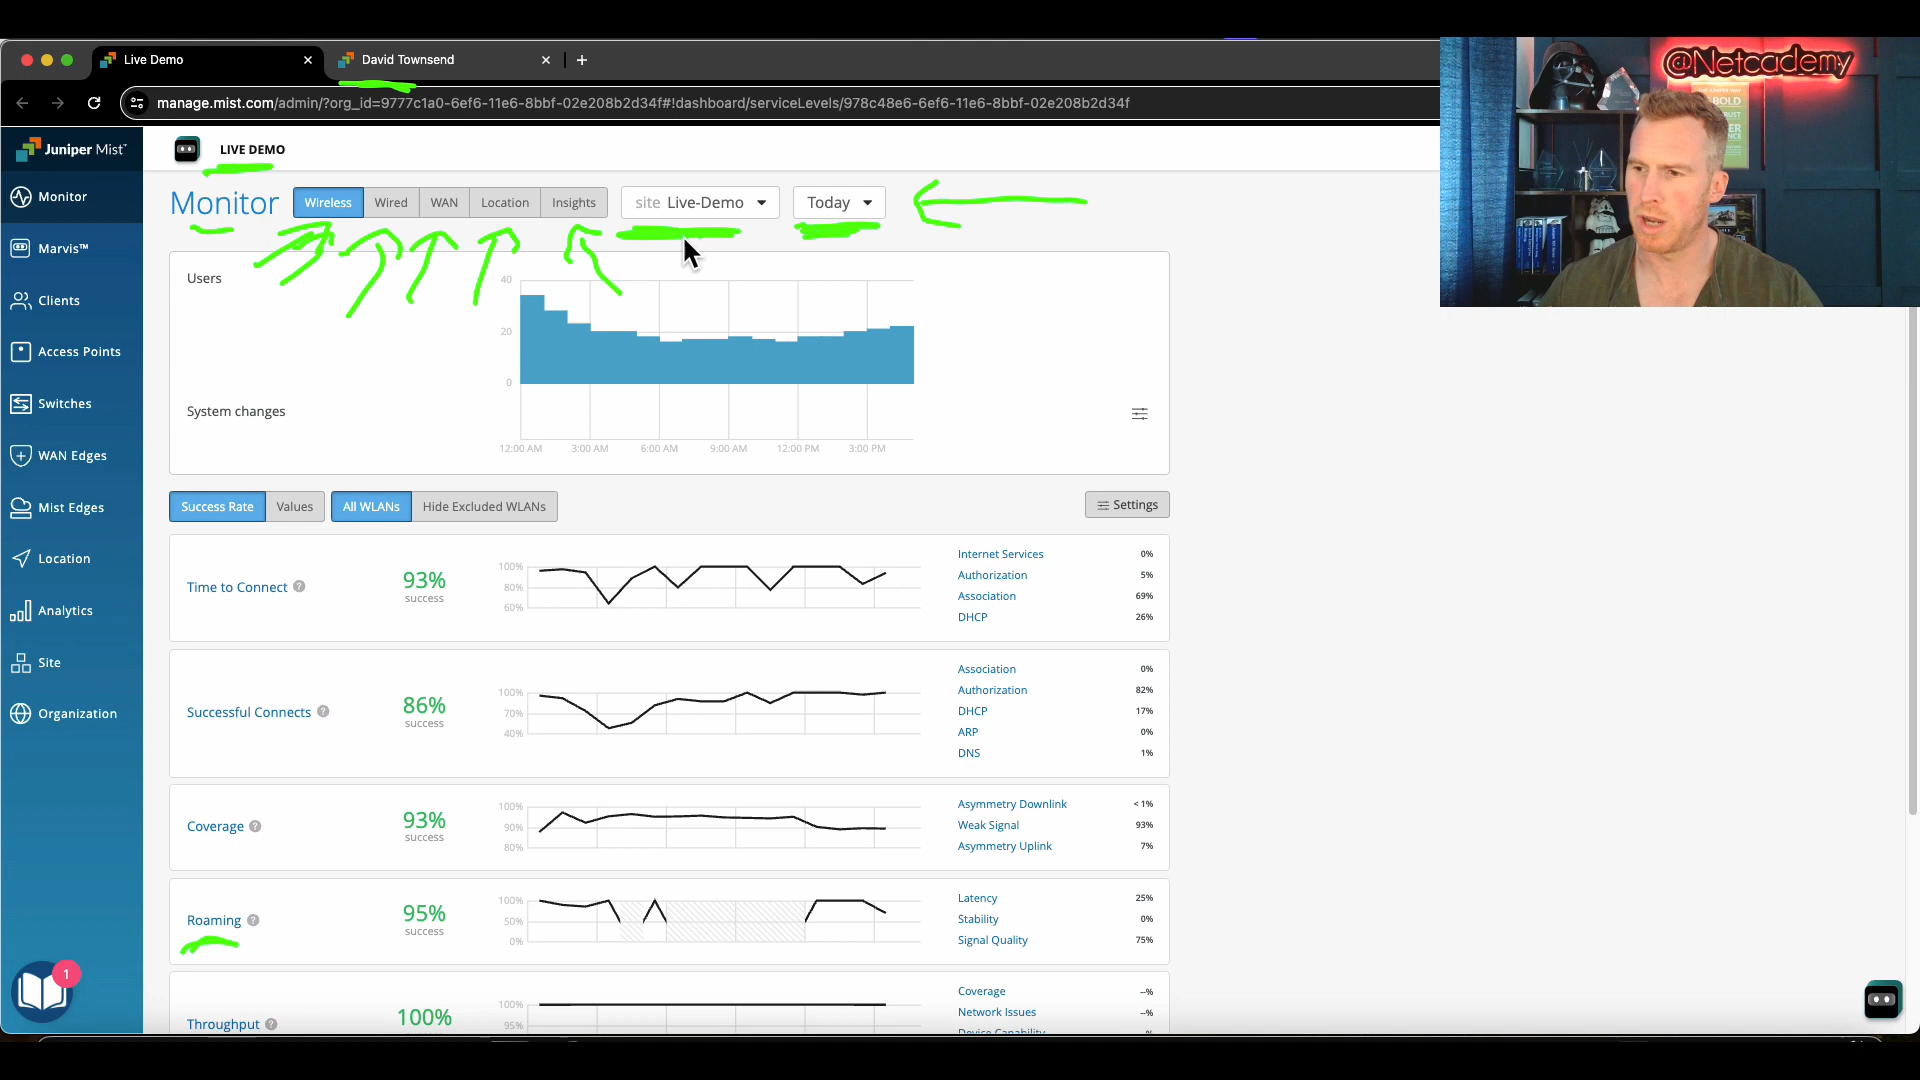 Live Demo
David Townsend
manage.mist.com/admin/?org_id=9777c1a0-6ef6-11e6-8bbf-02e208b2d34f#!dashboard/serviceLevels/978c48e6-6ef6-11e6-8bbf-02e208b2d34f
@Netcademy
BOLD
Juniper Mist™
LIVE DEMO
Monitor
Marvis™
Clients
Access Points
Switches
WAN Edges
Mist Edges
Location
Analytics
Site
Organization
1
Monitor Wireless Wired WAN Location Insights site Live-Demo Today
Users
40
20
0
System changes
12:00 AM 3:00 AM 6:00 AM 9:00 AM 12:00 PM 3:00 PM
Success Rate Values All WLANs Hide Excluded WLANs Settings
Time to Connect ?
93%
success
100%
80%
60%
Internet Services 0%
Authorization 5%
Association 69%
DHCP 26%
Successful Connects ?
86%
success
100%
70%
40%
Association 0%
Authorization 82%
DHCP 17%
ARP 0%
DNS 1%
Coverage ?
93%
success
100%
90%
80%
Asymmetry Downlink < 1%
Weak Signal 93%
Asymmetry Uplink 7%
Roaming ?
95%
success
100%
50%
0%
Latency 25%
Stability 0%
Signal Quality 75%
Throughput ?
100%
100%
95%
Coverage --%
Network Issues --%
Device Capability